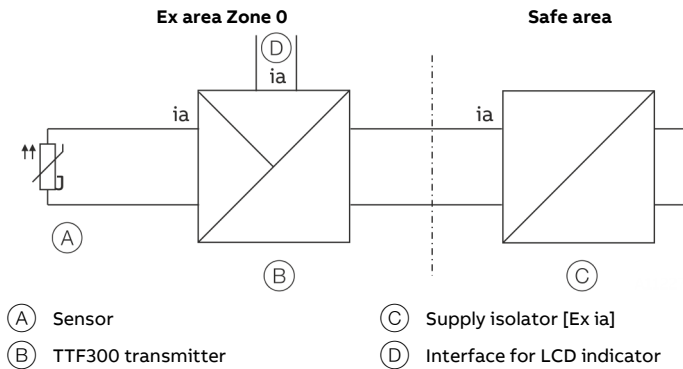 Ex area Zone 0
Safe area
D
ia
ia
ia
A
B
C
A Sensor
B TTF300 transmitter
C Supply isolator [Ex ia]
D Interface for LCD indicator